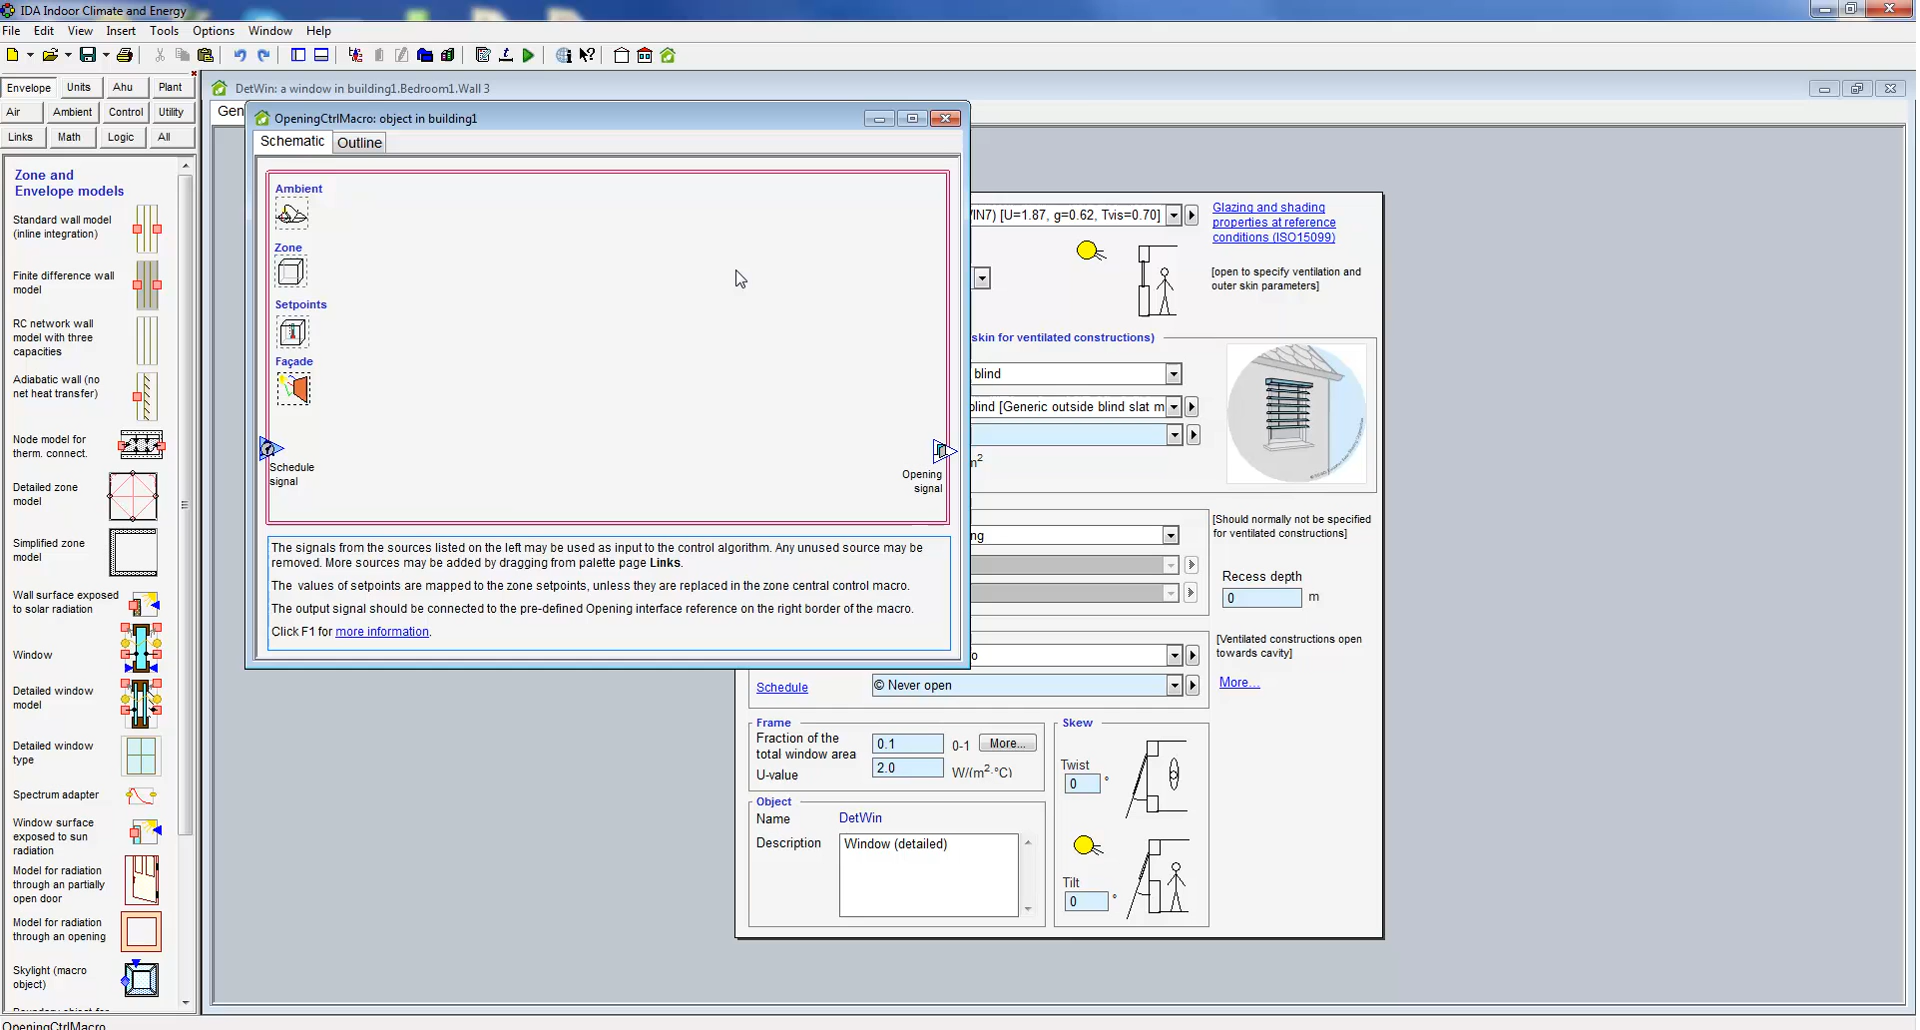 IDA Indoor Climate and Energy
File Edit View Insert Tools Options Window Help
Envelope Units Ahu Plant
Air Ambient Control Utility
Links Math Logic All
Zone and
Envelope models
Standard wall model
(inline integration)
Finite difference wall
model
RC network wall
model with three
capacities
Adiabatic wall (no
net heat transfer)
Node model for
therm. connect.
Detailed zone
model
Simplified zone
model
Wall surface exposed
to solar radiation
Window
Detailed window
model
Detailed window
type
Spectrum adapter
Window surface
exposed to sun
radiation
Model for radiation
through an partially
open door
Model for radiation
through an opening
Skylight (macro
object)
DetWin: a window in building1.Bedroom1.Wall 3
Gen
OpeningCtrlMacro: object in building1
Schematic Outline
Ambient
Zone
Setpoints
Façade
Schedule
signal
Opening
signal
The signals from the sources listed on the left may be used as input to the control algorithm. Any unused source may be
removed. More sources may be added by dragging from palette page Links.
The values of setpoints are mapped to the zone setpoints, unless they are replaced in the zone central control macro.
The output signal should be connected to the pre-defined Opening interface reference on the right border of the macro.
Click F1 for more information.
/IN7) [U=1.87, g=0.62, Tvis=0.70]
Glazing and shading
properties at reference
conditions (ISO15099)
[open to specify ventilation and
outer skin parameters]
skin for ventilated constructions)
blind
blind [Generic outside blind slat m
m2
ng
[Should normally not be specified
for ventilated constructions]
Recess depth
0 m
o
[Ventilated constructions open
towards cavity]
More...
Schedule © Never open
Frame
Fraction of the
total window area
0.1 0-1 More...
U-value 2.0 W/(m2·°C)
Skew
Twist
0 °
Tilt
0 °
Object
Name DetWin
Description Window (detailed)
OpeningCtrlMacro